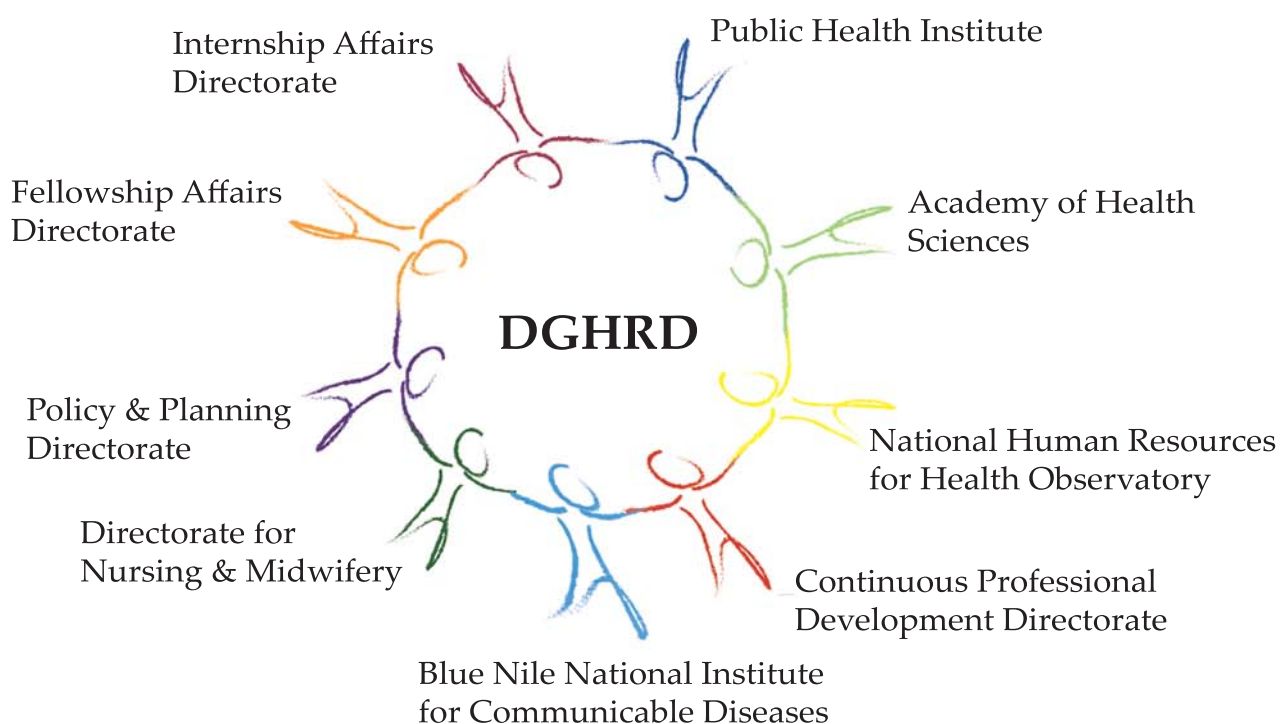 Internship Affairs
Directorate
Public Health Institute
Fellowship Affairs
Directorate
Academy of Health
Sciences
DGHRD
Policy & Planning
Directorate
National Human Resources
for Health Observatory
Directorate for
Nursing & Midwifery
Continuous Professional
Development Directorate
Blue Nile National Institute
for Communicable Diseases